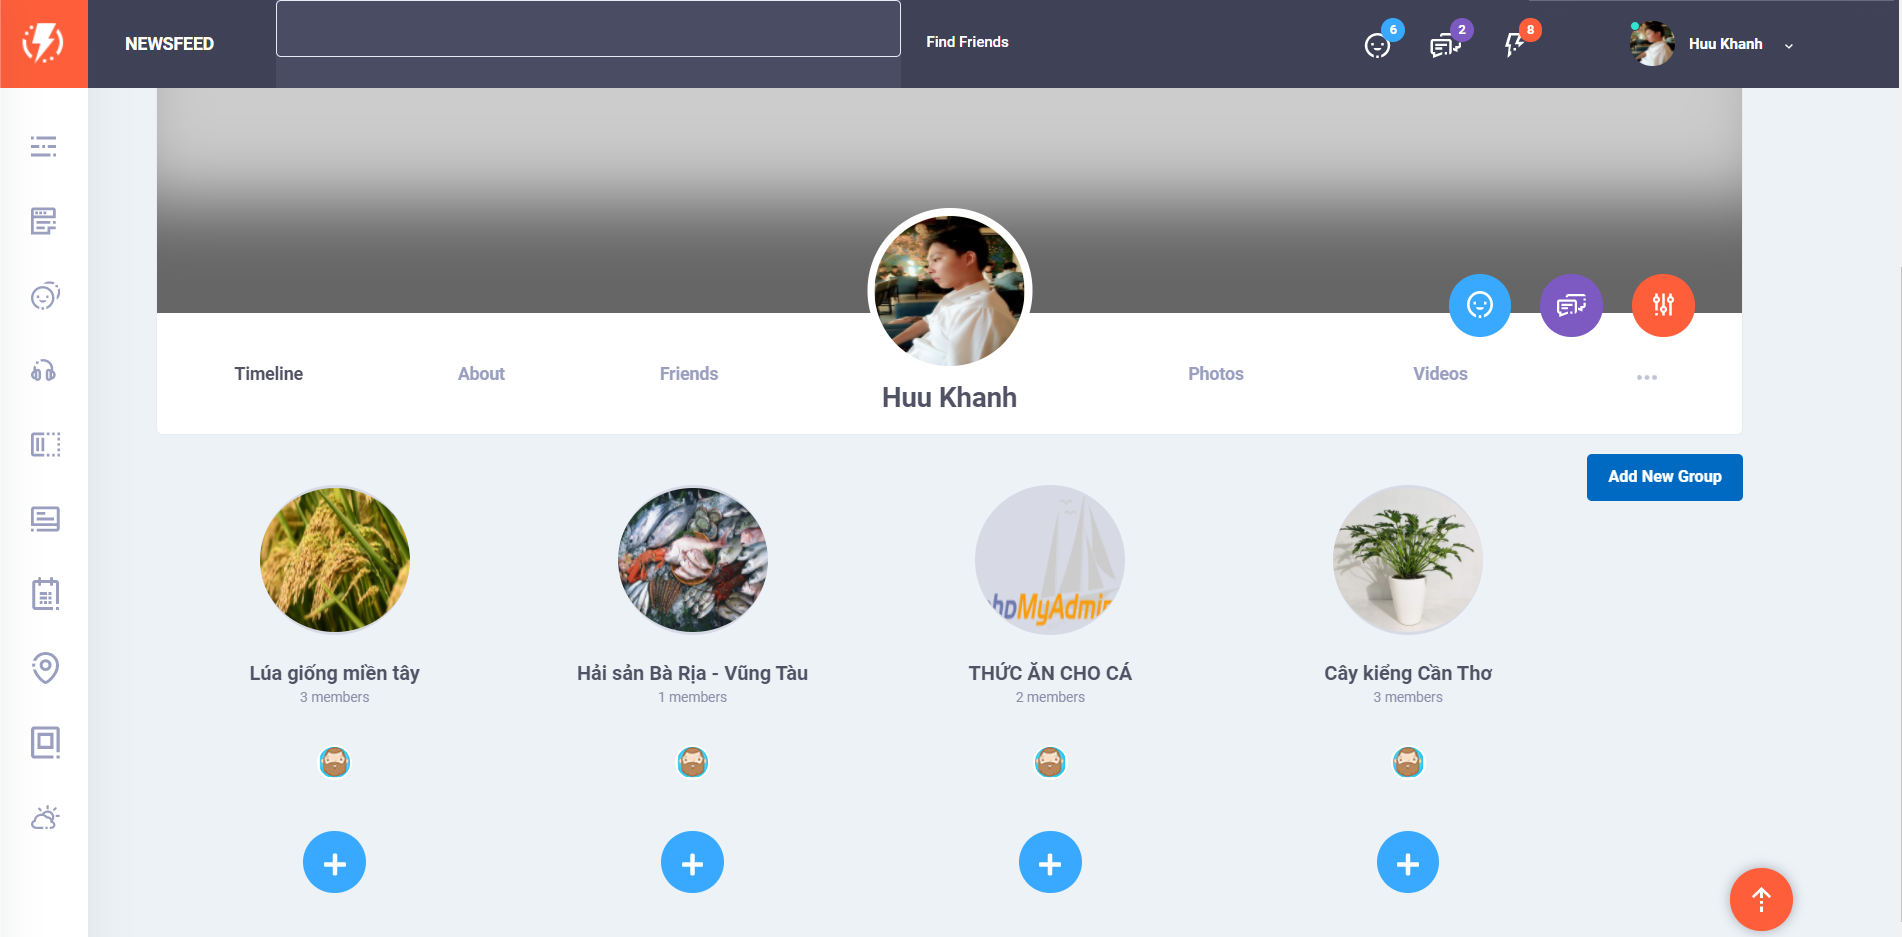 NEWSFEED
Find Friends
6
2
8
Huu Khanh
Timeline
About
Friends
Huu Khanh
Photos
Videos
Add New Group
hpMyAdmin
Lúa giống miền tây
3 members
Hải sản Bà Rịa - Vũng Tàu
1 members
THỨC ĂN CHO CÁ
2 members
Cây kiểng Cần Thơ
3 members